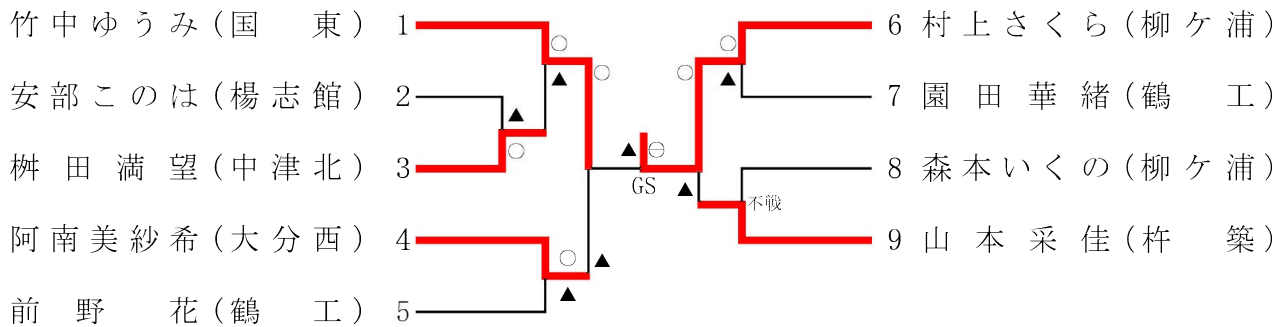 竹中ゆうみ(国 東) 1
安部このは(楊志館) 2
桝田満望(中津北) 3
阿南美紗希(大分西) 4
前野 花(鶴 工) 5
GS
不戦
6 村上さくら(柳ケ浦)
7 園田華緒(鶴 工)
8 森本いくの(柳ケ浦)
9 山本采佳(杵 築)